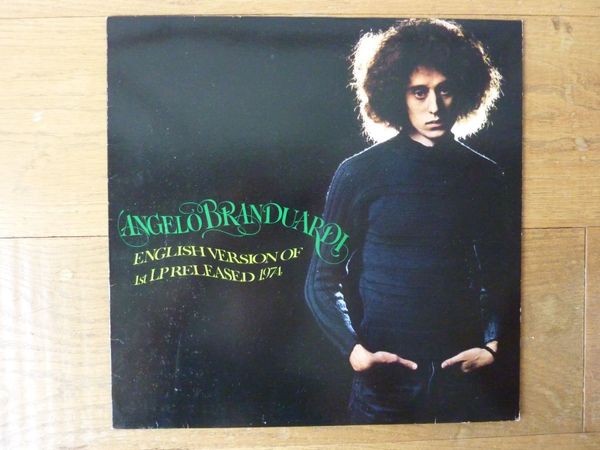 ANGELO BRANDUARDI
ENGLISH VERSION OF
1st LP RELEASED 1974